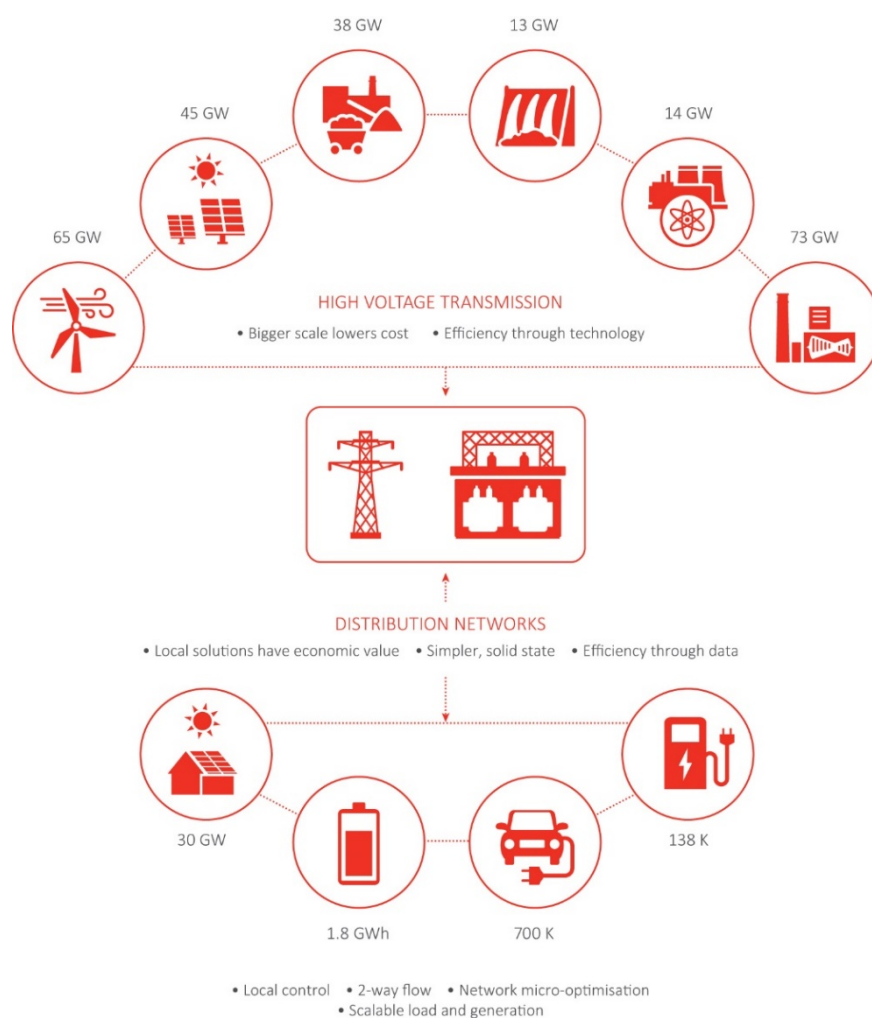 38 GW
13 GW
45 GW
14 GW
65 GW
73 GW
HIGH VOLTAGE TRANSMISSION
• Bigger scale lowers cost • Efficiency through technology
DISTRIBUTION NETWORKS
• Local solutions have economic value • Simpler, solid state • Efficiency through data
30 GW
138 K
1.8 GWh
700 K
• Local control • 2-way flow • Network micro-optimisation
• Scalable load and generation